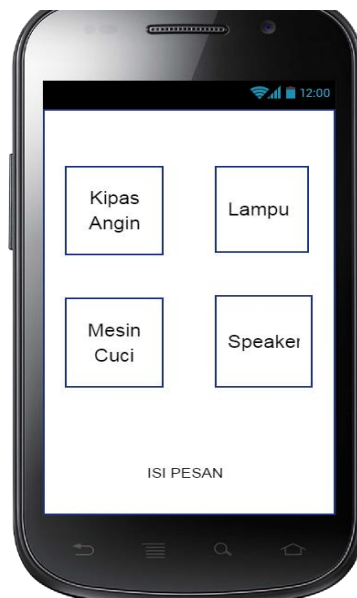 12:00
Kipas
Angin
Lampu
Mesin
Cuci
Speaker
ISI PESAN